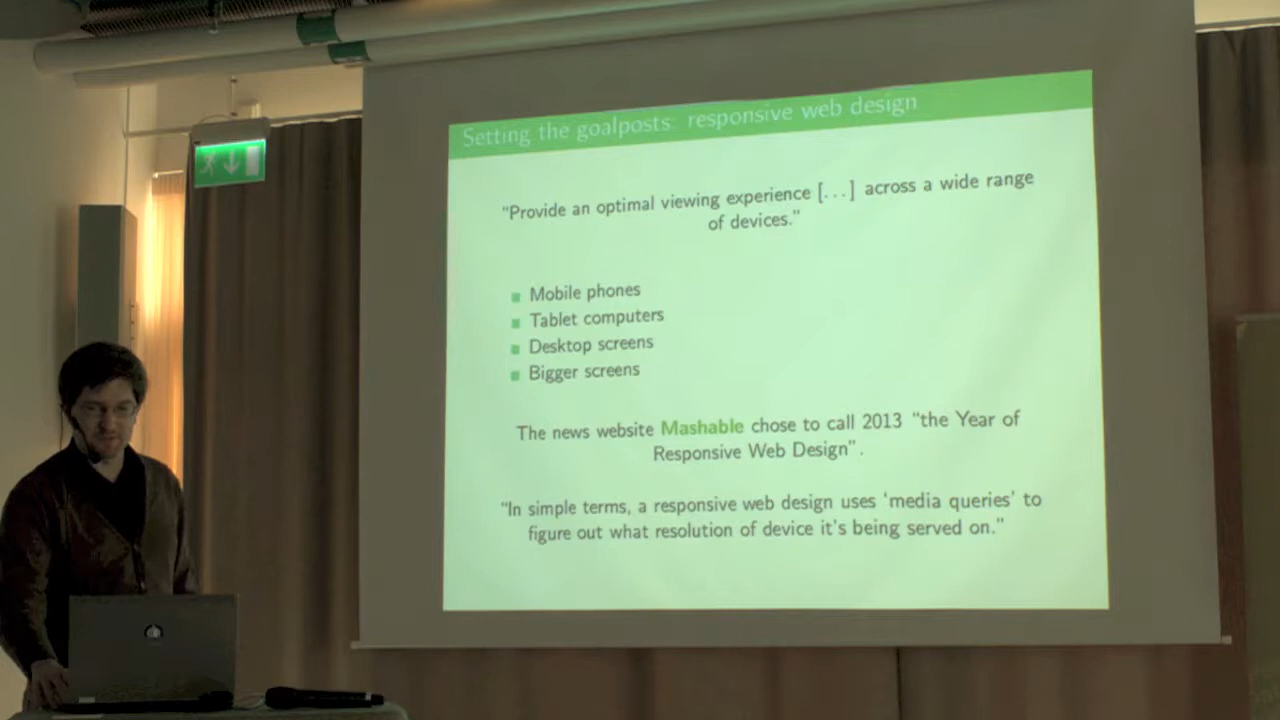 Setting the goalposts: responsive web design
“Provide an optimal viewing experience [...] across a wide range
of devices.”
Mobile phones
Tablet computers
Desktop screens
Bigger screens
The news website Mashable chose to call 2013 “the Year of
Responsive Web Design”.
“In simple terms, a responsive web design uses ‘media queries’ to
figure out what resolution of device it's being served on.”